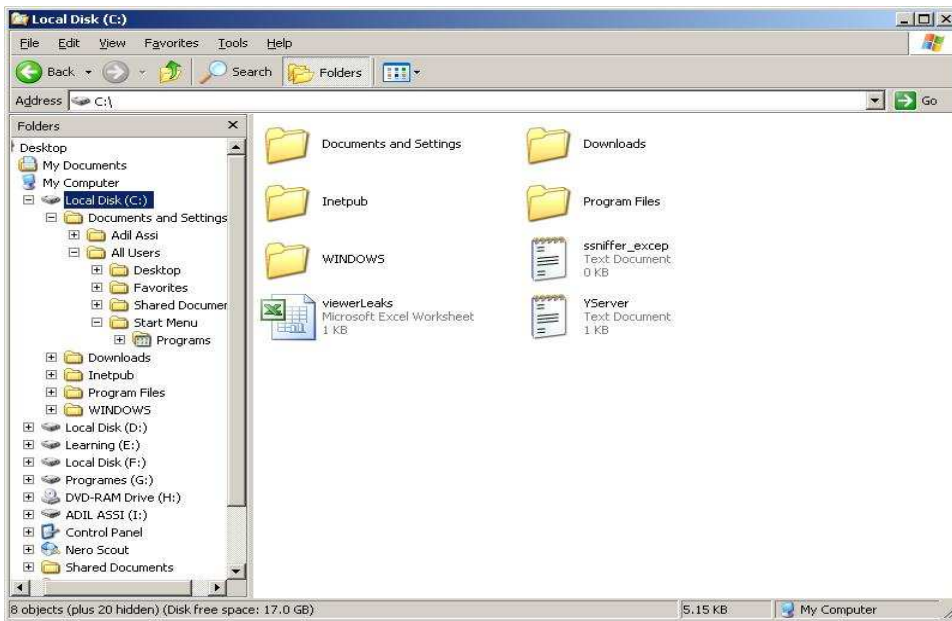 Local Disk (C:)
File Edit View Favorites Tools Help
Back Search Folders
Address C:\ Go
Folders
Desktop
My Documents
My Computer
Local Disk (C:)
Documents and Settings
Adil Assi
All Users
Desktop
Favorites
Shared Documer
Start Menu
Programs
Downloads
Inetpub
Program Files
WINDOWS
Local Disk (D:)
Learning (E:)
Local Disk (F:)
Programes (G:)
DVD-RAM Drive (H:)
ADIL ASSI (I:)
Control Panel
Nero Scout
Shared Documents
Documents and Settings
Downloads
Inetpub
Program Files
WINDOWS
ssniffer_excep
Text Document
0 KB
viewerLeaks
Microsoft Excel Worksheet
1 KB
YServer
Text Document
1 KB
8 objects (plus 20 hidden) (Disk free space: 17.0 GB) 5.15 KB My Computer